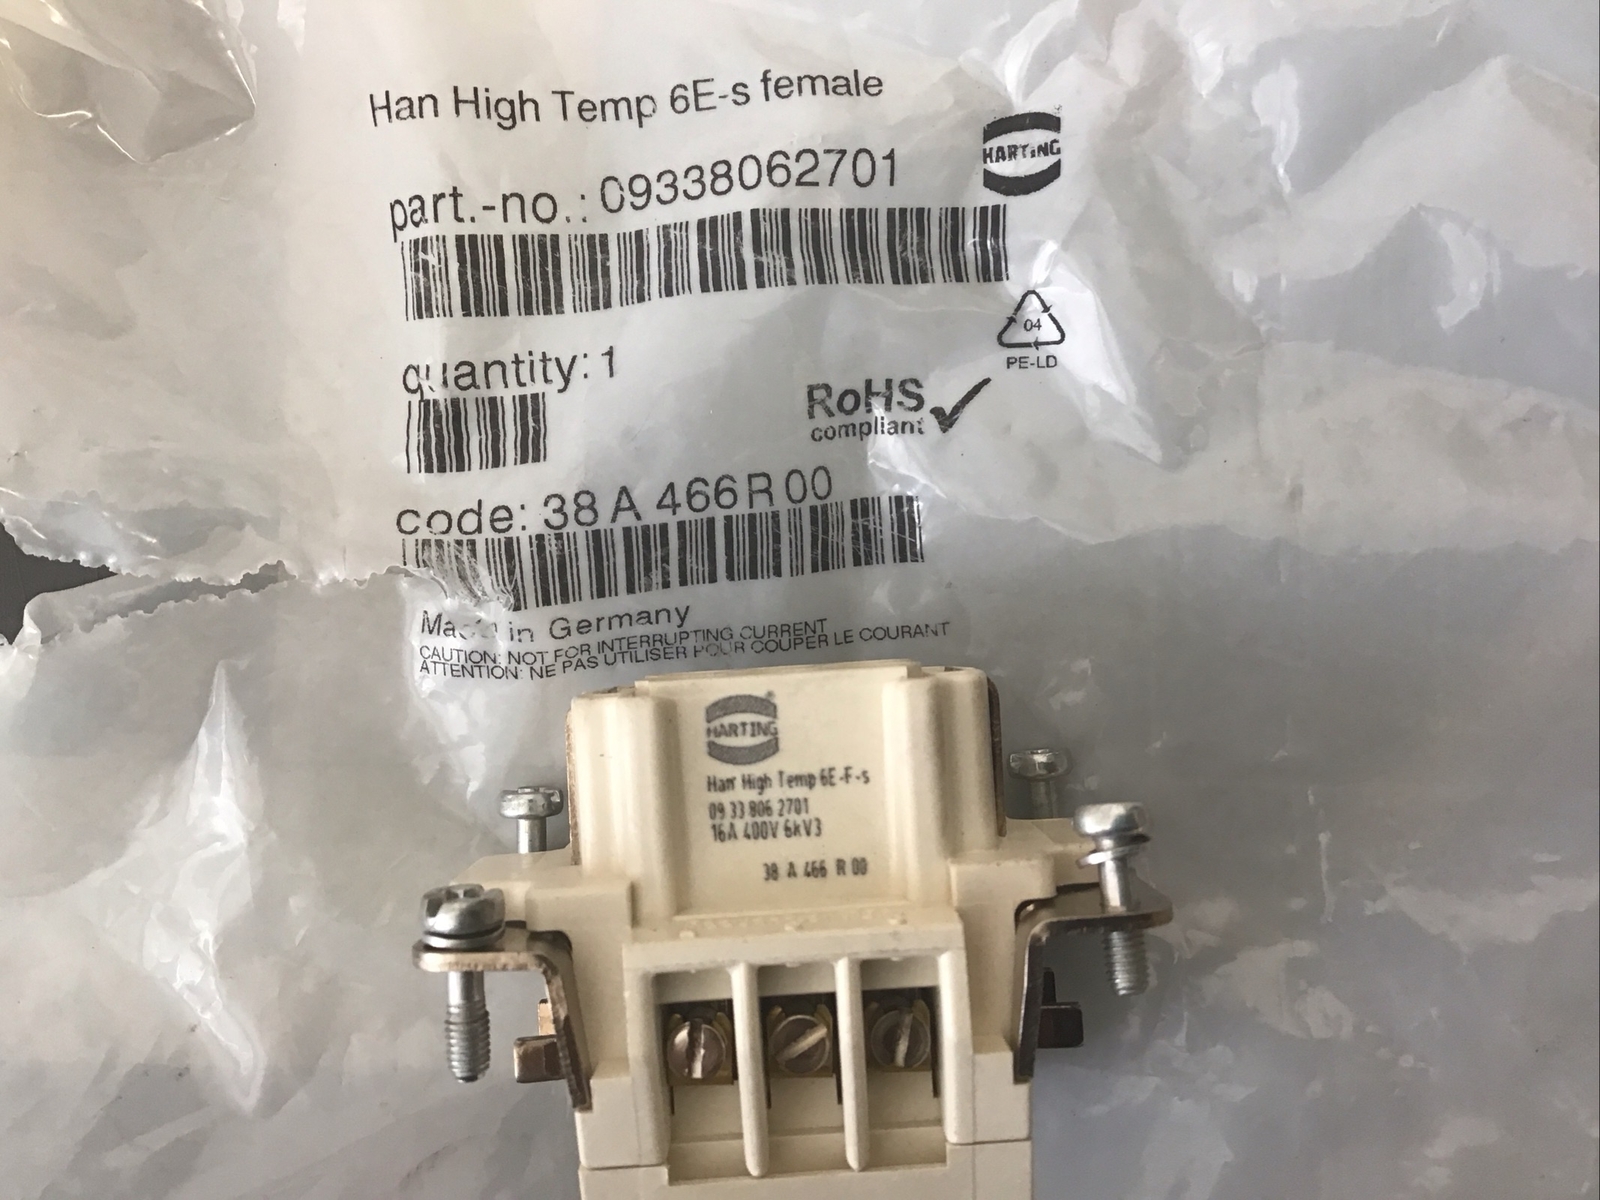 Han High Temp 6E-s female
HARTING
part.-no.: 09338062701
04
PE-LD
quantity: 1
RoHS
compliant
code: 38 A 466 R 00
Made in Germany
CAUTION: NOT FOR INTERRUPTING CURRENT
ATTENTION: NE PAS UTILISER POUR COUPER LE COURANT
HARTING
Han High Temp 6E-F-s
09 33 806 2701
16A 400V 6kV3
38 A 466 R 00